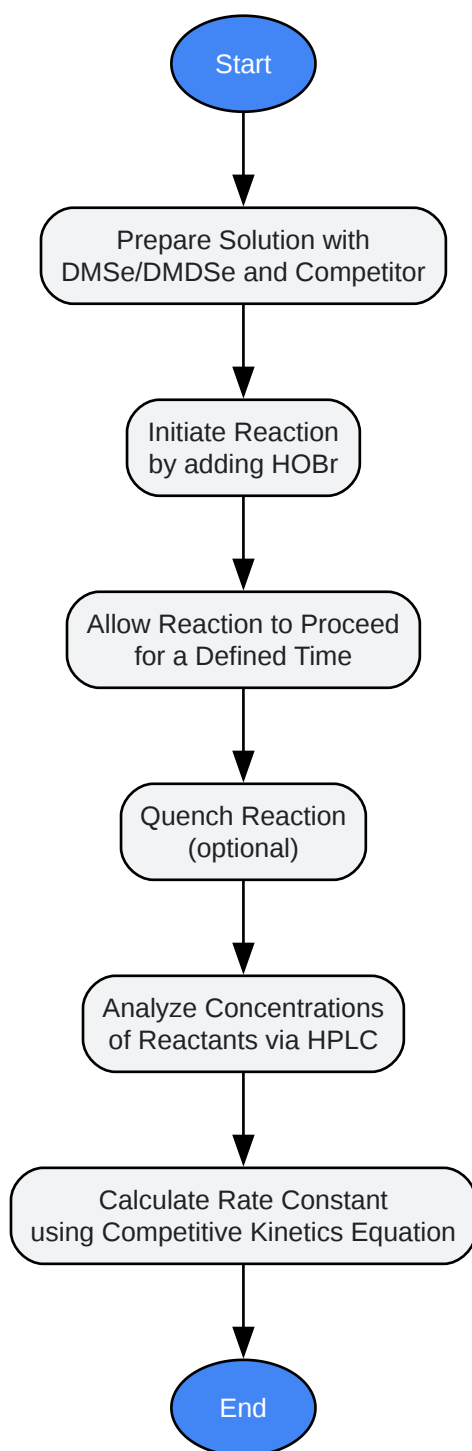 Start
Prepare Solution with
DMSe/DMDSe and Competitor
Initiate Reaction
by adding HOBr
Allow Reaction to Proceed
for a Defined Time
Quench Reaction
(optional)
Analyze Concentrations
of Reactants via HPLC
Calculate Rate Constant
using Competitive Kinetics Equation
End